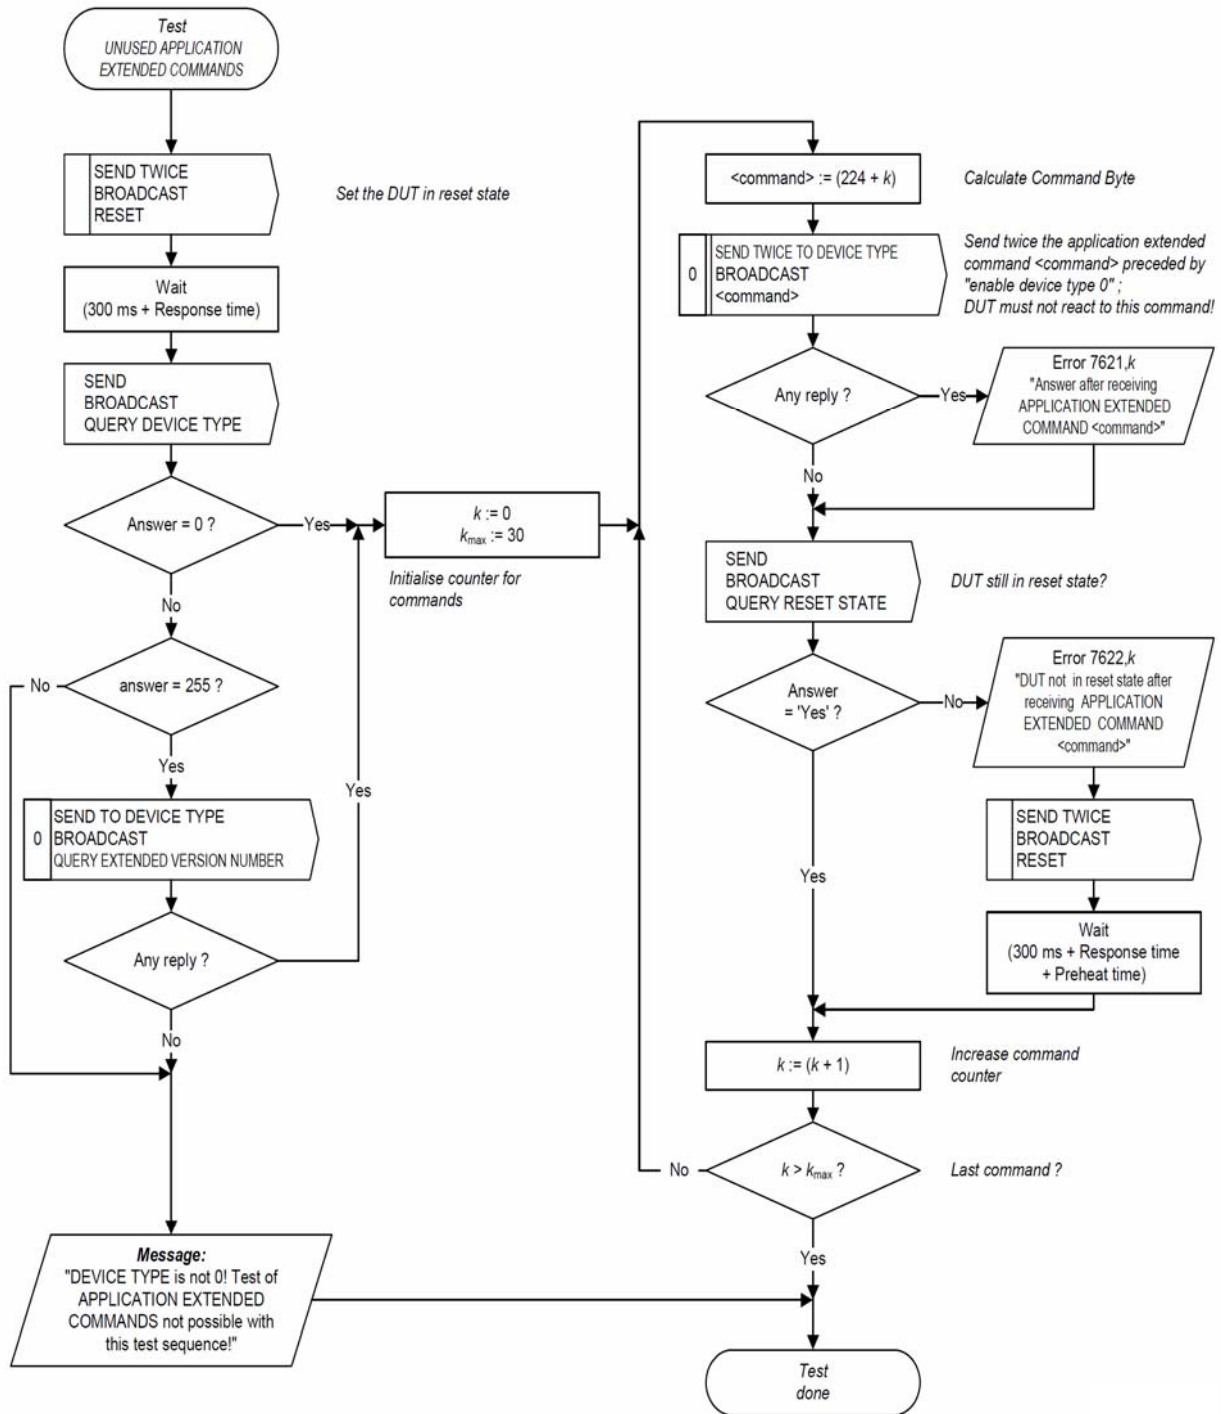 Test
UNUSED APPLICATION
EXTENDED COMMANDS
SEND TWICE
BROADCAST
RESET
Set the DUT in reset state
Wait
(300 ms + Response time)
SEND
BROADCAST
QUERY DEVICE TYPE
Answer = 0 ?
Yes
No
answer = 255 ?
No
Yes
0
SEND TO DEVICE TYPE
BROADCAST
QUERY EXTENDED VERSION NUMBER
Any reply ?
Yes
No
Message:
"DEVICE TYPE is not 0! Test of
APPLICATION EXTENDED
COMMANDS not possible with
this test sequence!"
k := 0
kmax := 30
Initialise counter for
commands
<command> := (224 + k)
Calculate Command Byte
0
SEND TWICE TO DEVICE TYPE
BROADCAST
<command>
Send twice the application extended
command <command> preceded by
"enable device type 0" ;
DUT must not react to this command!
Any reply ?
Yes
No
Error 7621,k
"Answer after receiving
APPLICATION EXTENDED
COMMAND <command>"
SEND
BROADCAST
QUERY RESET STATE
DUT still in reset state?
Answer
= 'Yes' ?
No
Yes
Error 7622,k
"DUT not in reset state after
receiving APPLICATION
EXTENDED COMMAND
<command>"
SEND TWICE
BROADCAST
RESET
Wait
(300 ms + Response time
+ Preheat time)
k := (k + 1)
Increase command
counter
k > kmax ?
Last command ?
No
Yes
Test
done